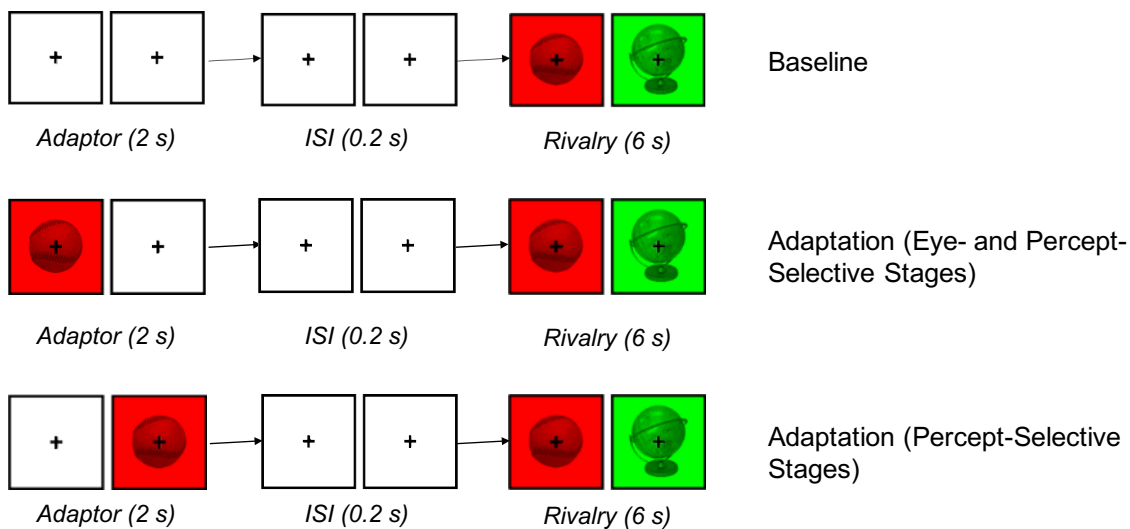 Baseline
Adaptor (2 s) ISI (0.2 s) Rivalry (6 s)
Adaptation (Eye- and Percept-
Selective Stages)
Adaptor (2 s) ISI (0.2 s) Rivalry (6 s)
Adaptation (Percept-Selective
Stages)
Adaptor (2 s) ISI (0.2 s) Rivalry (6 s)